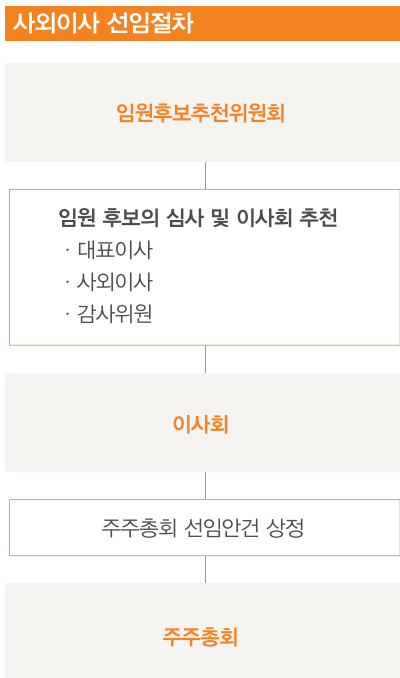 사외이사 선임절차
임원후보추천위원회
임원 후보의 심사 및 이사회 추천
· 대표이사
· 사외이사
· 감사위원
이사회
주주총회 선임안건 상정
주주총회